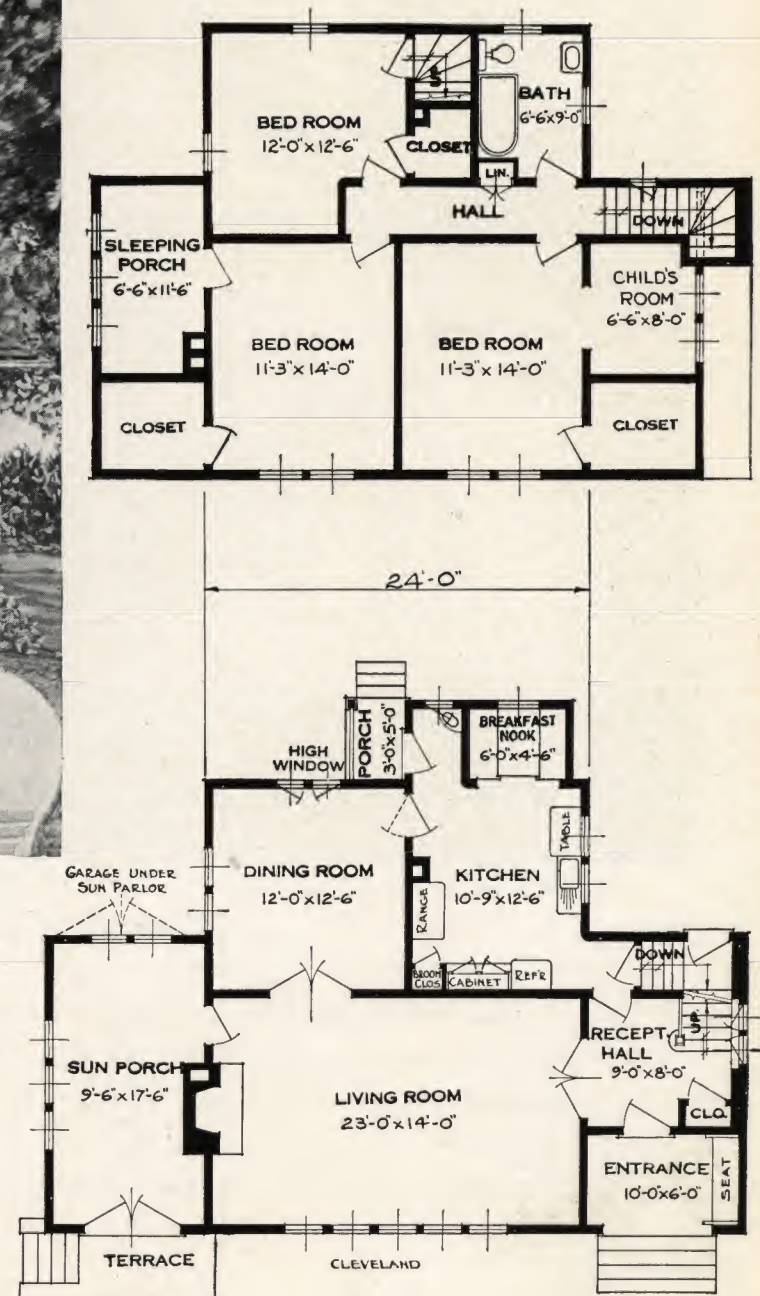 BED ROOM
12'-0" x 12'-6"
UP
CLOSET
BATH
6'-6"x9'-0"
LIN.
HALL
DOWN
SLEEPING
PORCH
6'-6"x11'-6"
BED ROOM
11'-3" x 14'-0"
BED ROOM
11'-3" x 14'-0"
CHILD'S
ROOM
6'-6"x8'-0"
CLOSET
CLOSET
24'-0"
PORCH
3'-0"x5'-0"
HIGH
WINDOW
BREAKFAST
NOOK
6'-0"x4'-6"
GARAGE UNDER
SUN PARLOR
DINING ROOM
12'-0"x12'-6"
KITCHEN
10'-9"x12'-6"
TABLE
RANGE
BROOM
CLOS
CABINET
REF'R
DOWN
UP
RECEPT.
HALL
9'-0"x8'-0"
CLO.
SUN PORCH
9'-6"x17'-6"
LIVING ROOM
23'-0"x14'-0"
ENTRANCE
10'-0"x6'-0"
SEAT
TERRACE
CLEVELAND